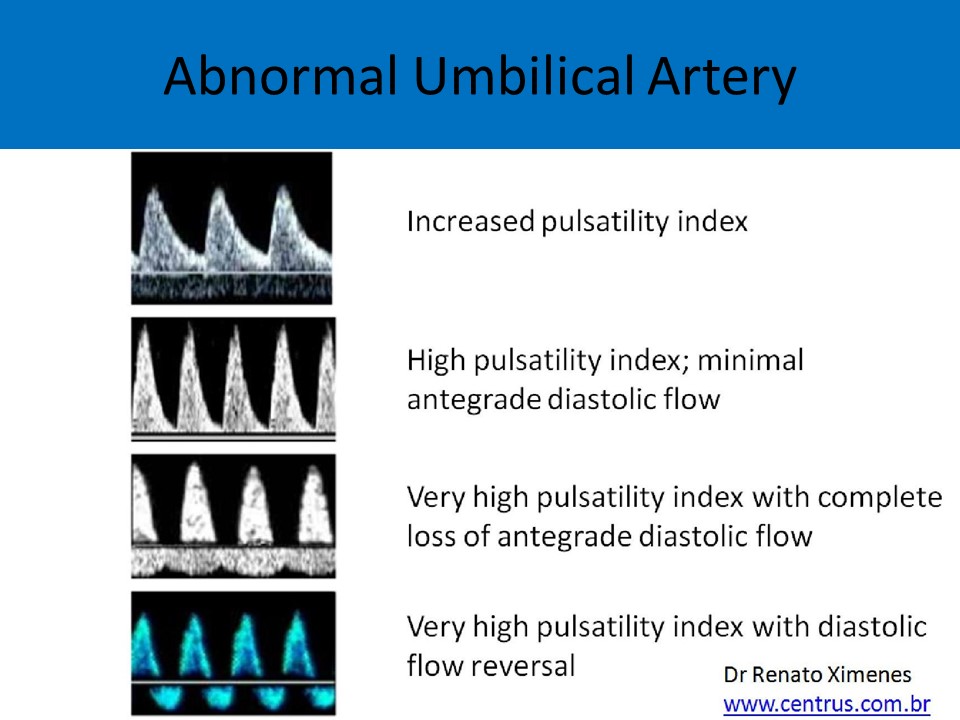 Abnormal Umbilical Artery
Increased pulsatility index
High pulsatility index; minimal
antegrade diastolic flow
Very high pulsatility index with complete
loss of antegrade diastolic flow
Very high pulsatility index with diastolic
flow reversal
Dr Renato Ximenes
www.centrus.com.br